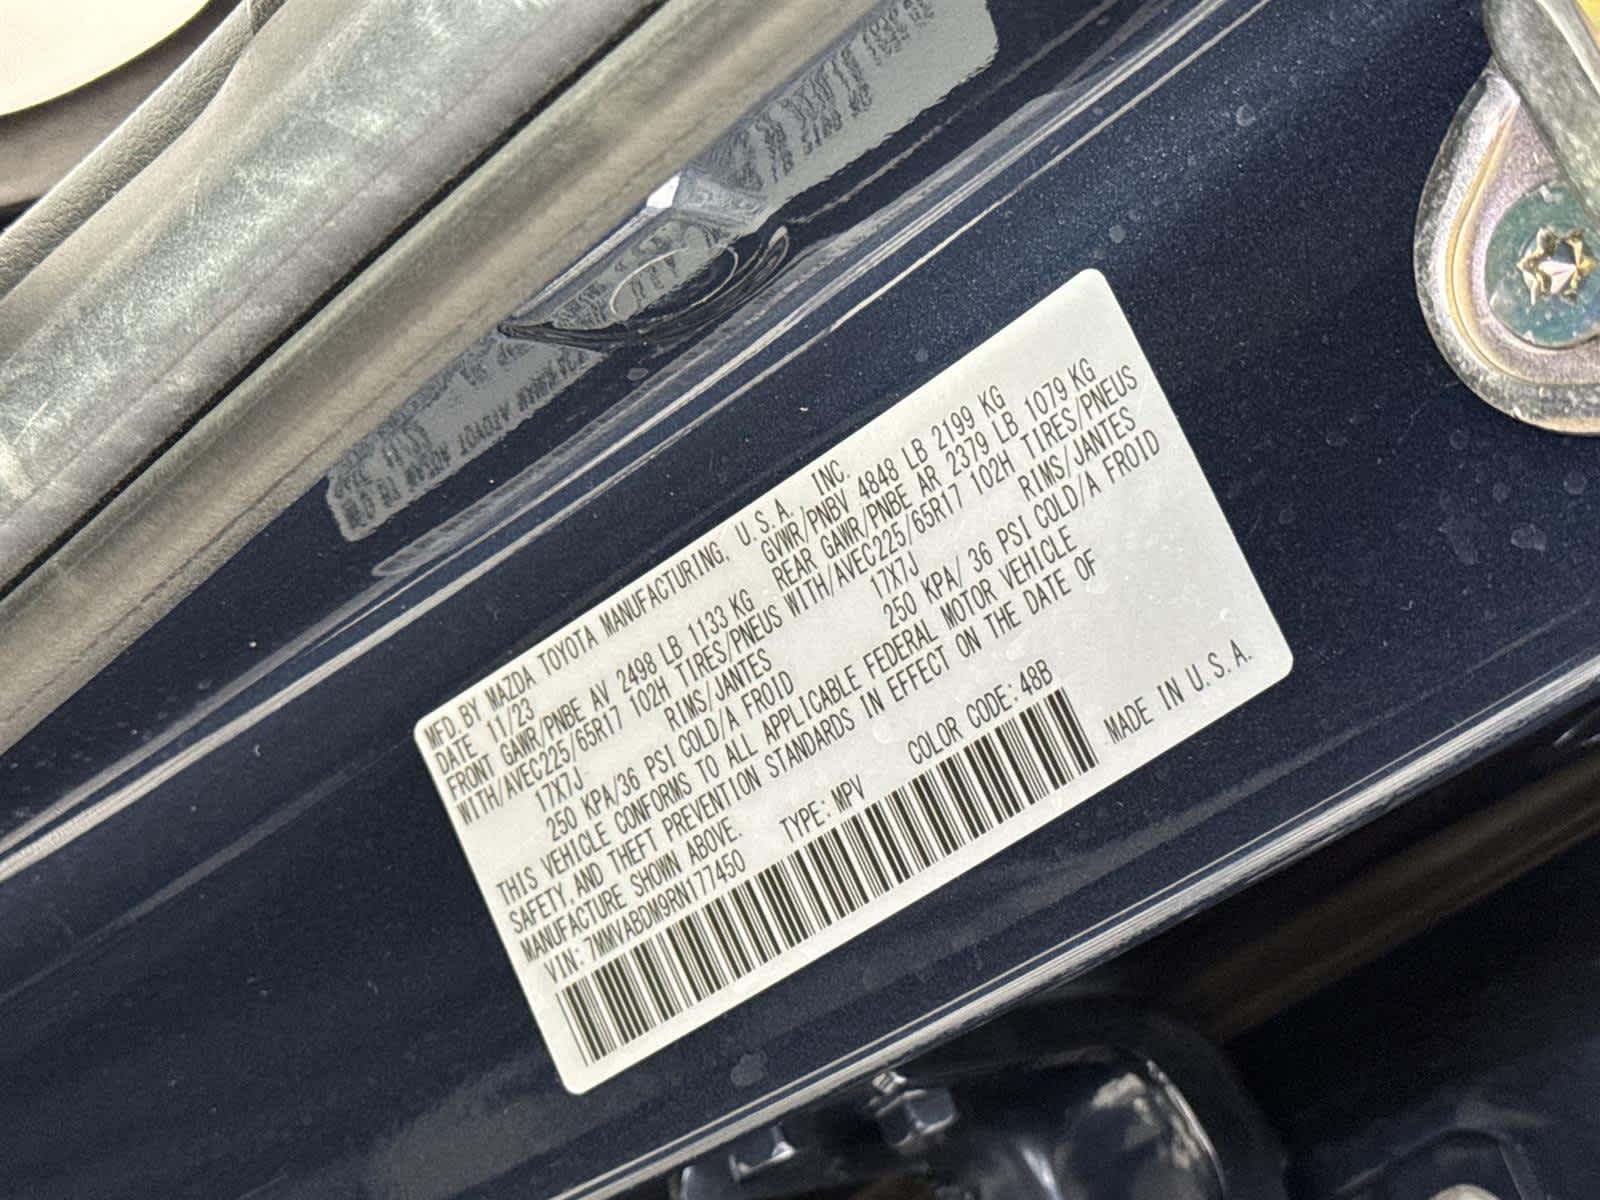 MFD. BY MAZDA TOYOTA MANUFACTURING, U.S.A., INC.
DATE 11/23 GVWR/PNBV 4848 LB 2199 KG
FRONT GAWR/PNBE AV 2498 LB 1133 KG REAR GAWR/PNBE AR 2379 LB 1079 KG
WITH/AVEC225/65R17 102H TIRES/PNEUS WITH/AVEC225/65R17 102H TIRES/PNEUS
17X7J RIMS/JANTES 17X7J RIMS/JANTES
250 KPA/36 PSI COLD/A FROID 250 KPA/ 36 PSI COLD/A FROID
THIS VEHICLE CONFORMS TO ALL APPLICABLE FEDERAL MOTOR VEHICLE
SAFETY, AND THEFT PREVENTION STANDARDS IN EFFECT ON THE DATE OF
MANUFACTURE SHOWN ABOVE.
VIN: 7MMVABDM9RN177450 TYPE: MPV COLOR CODE: 48B
MADE IN U.S.A.